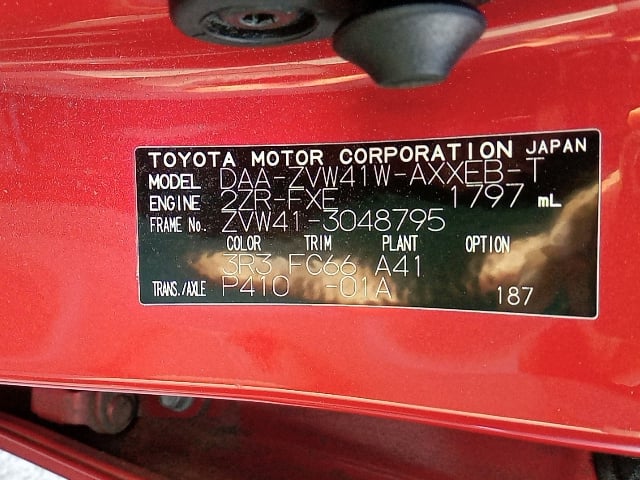 TOYOTA MOTOR CORPORATION JAPAN
MODEL DAA-ZVW41W-AXXEB-T
ENGINE 2ZR-FXE 1797 mL
FRAME No. ZVW41-3048795
COLOR TRIM PLANT OPTION
3R3 FC66 A41
TRANS./AXLE P410 -01A 187